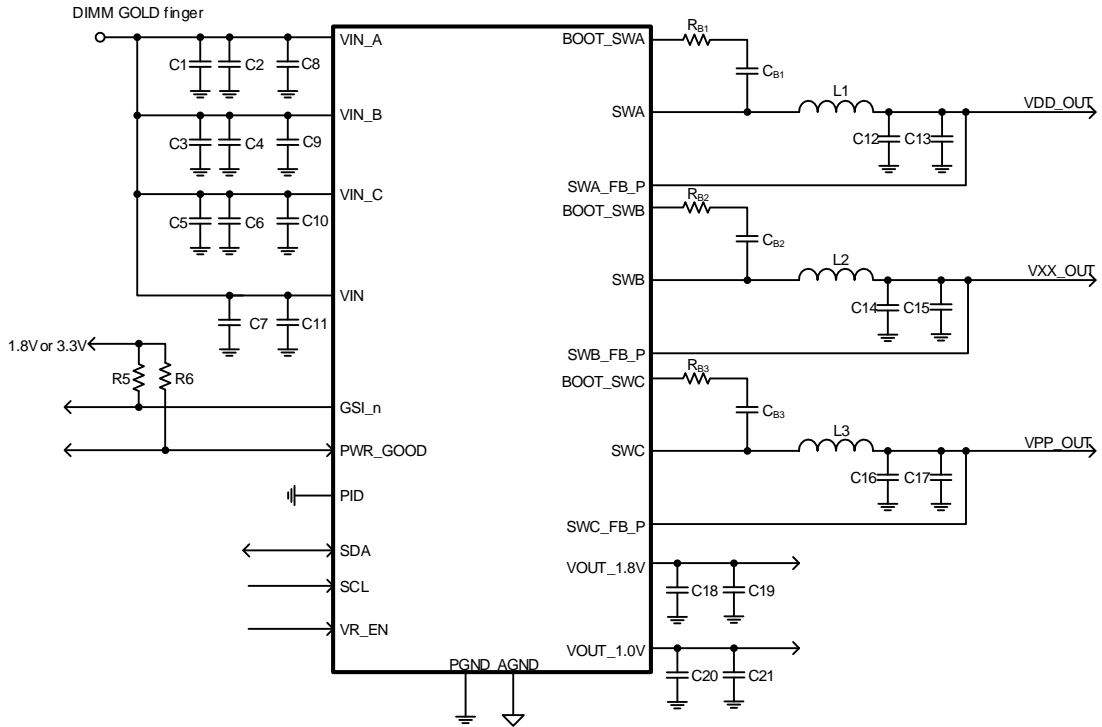 DIMM GOLD finger
VIN_A
C1
C2
C8
VIN_B
C3
C4
C9
VIN_C
C5
C6
C10
VIN
C7
C11
1.8V or 3.3V
R5
R6
GSI_n
PWR_GOOD
PID
SDA
SCL
VR_EN
PGND
AGND
BOOT_SWA
RB1
CB1
SWA
L1
VDD_OUT
C12
C13
SWA_FB_P
BOOT_SWB
RB2
CB2
SWB
L2
VXX_OUT
C14
C15
SWB_FB_P
BOOT_SWC
RB3
CB3
SWC
L3
VPP_OUT
C16
C17
SWC_FB_P
VOUT_1.8V
C18
C19
VOUT_1.0V
C20
C21